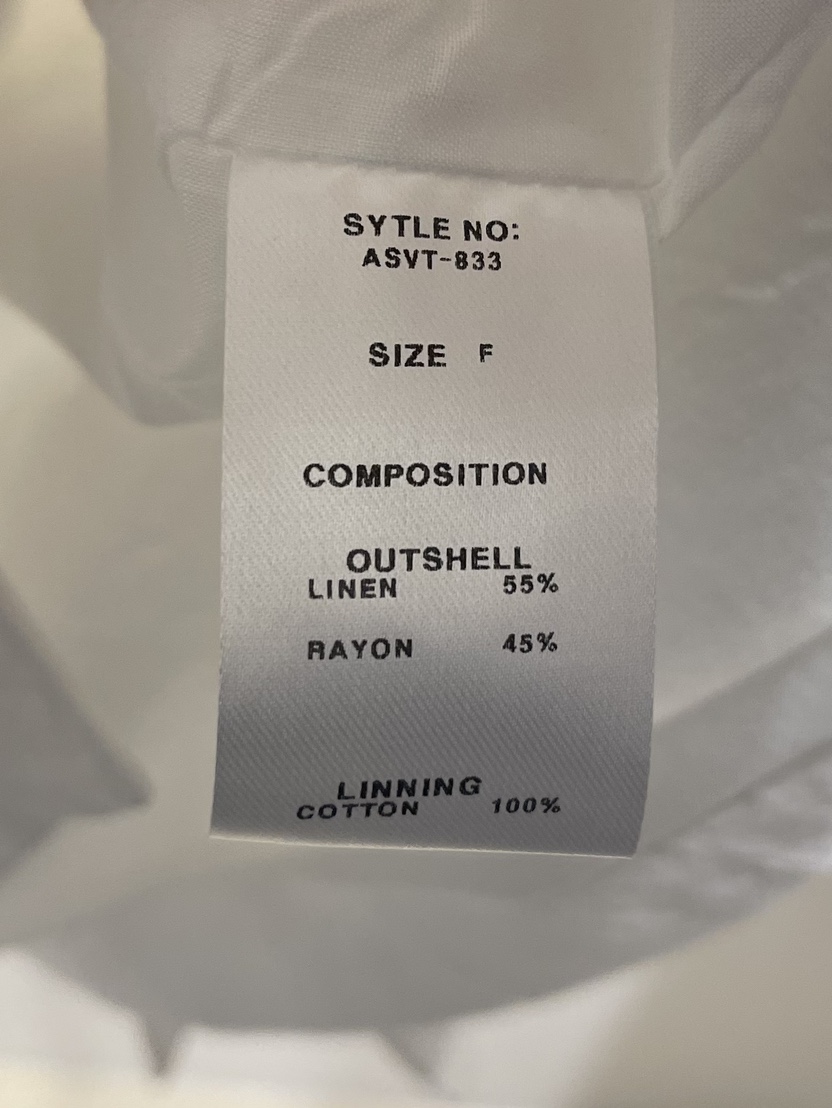 SYTLE NO:
ASVT-833
SIZE F
COMPOSITION
OUTSHELL
LINEN 55%
RAYON 45%
LINNING
COTTON 100%